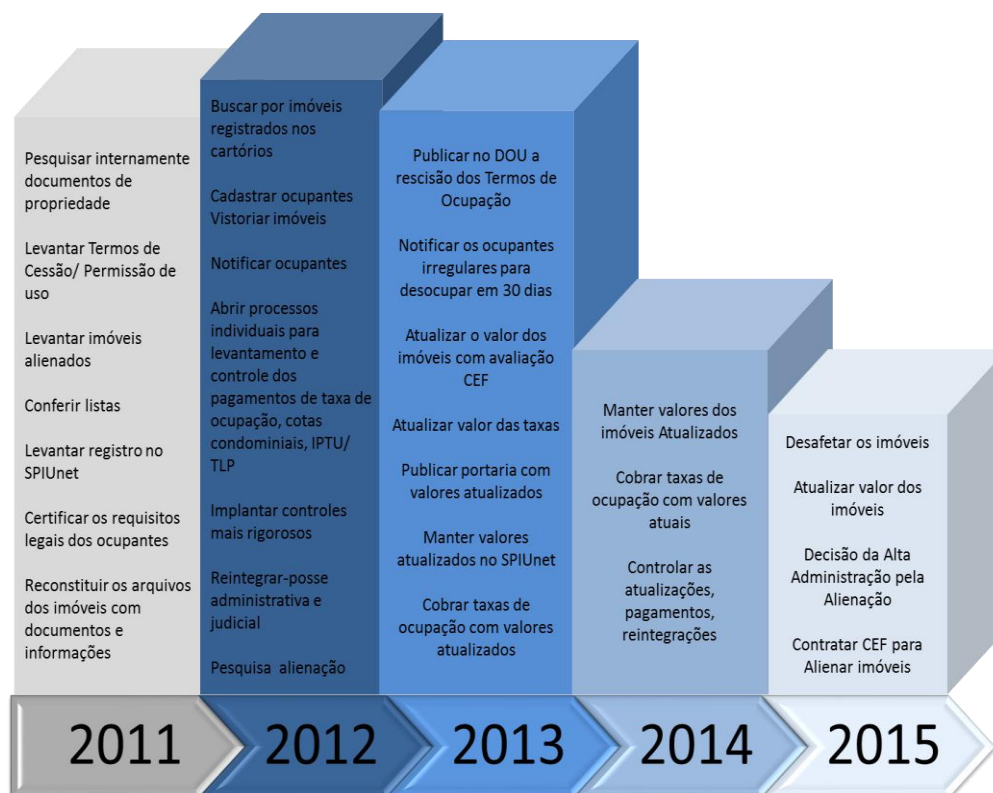 Pesquisar internamente
documentos de
propriedade
Levantar Termos de
Cessão/ Permissão de
uso
Levantar imóveis
alienados
Conferir listas
Levantar registro no
SPIUnet
Certificar os requisitos
legais dos ocupantes
Reconstituir os arquivos
dos imóveis com
documentos e
informações
Buscar por imóveis
registrados nos
cartórios
Cadastrar ocupantes
Vistoriar imóveis
Notificar ocupantes
Abrir processos
individuais para
levantamento e
controle dos
pagamentos de taxa de
ocupação, cotas
condominiais, IPTU/
TLP
Implantar controles
mais rigorosos
Reintegrar-posse
administrativa e
judicial
Pesquisa alienação
Publicar no DOU a
rescisão dos Termos de
Ocupação
Notificar os ocupantes
irregulares para
desocupar em 30 dias
Atualizar o valor dos
imóveis com avaliação
CEF
Atualizar valor das taxas
Publicar portaria com
valores atualizados
Manter valores
atualizados no SPIUnet
Cobrar taxas de
ocupação com valores
atualizados
Manter valores dos
imóveis Atualizados
Cobrar taxas de
ocupação com valores
atuais
Controlar as
atualizações,
pagamentos,
reintegrações
Desafetar os imóveis
Atualizar valor dos
imóveis
Decisão da Alta
Administração pela
Alienação
Contratar CEF para
Alienar imóveis
2011
2012
2013
2014
2015